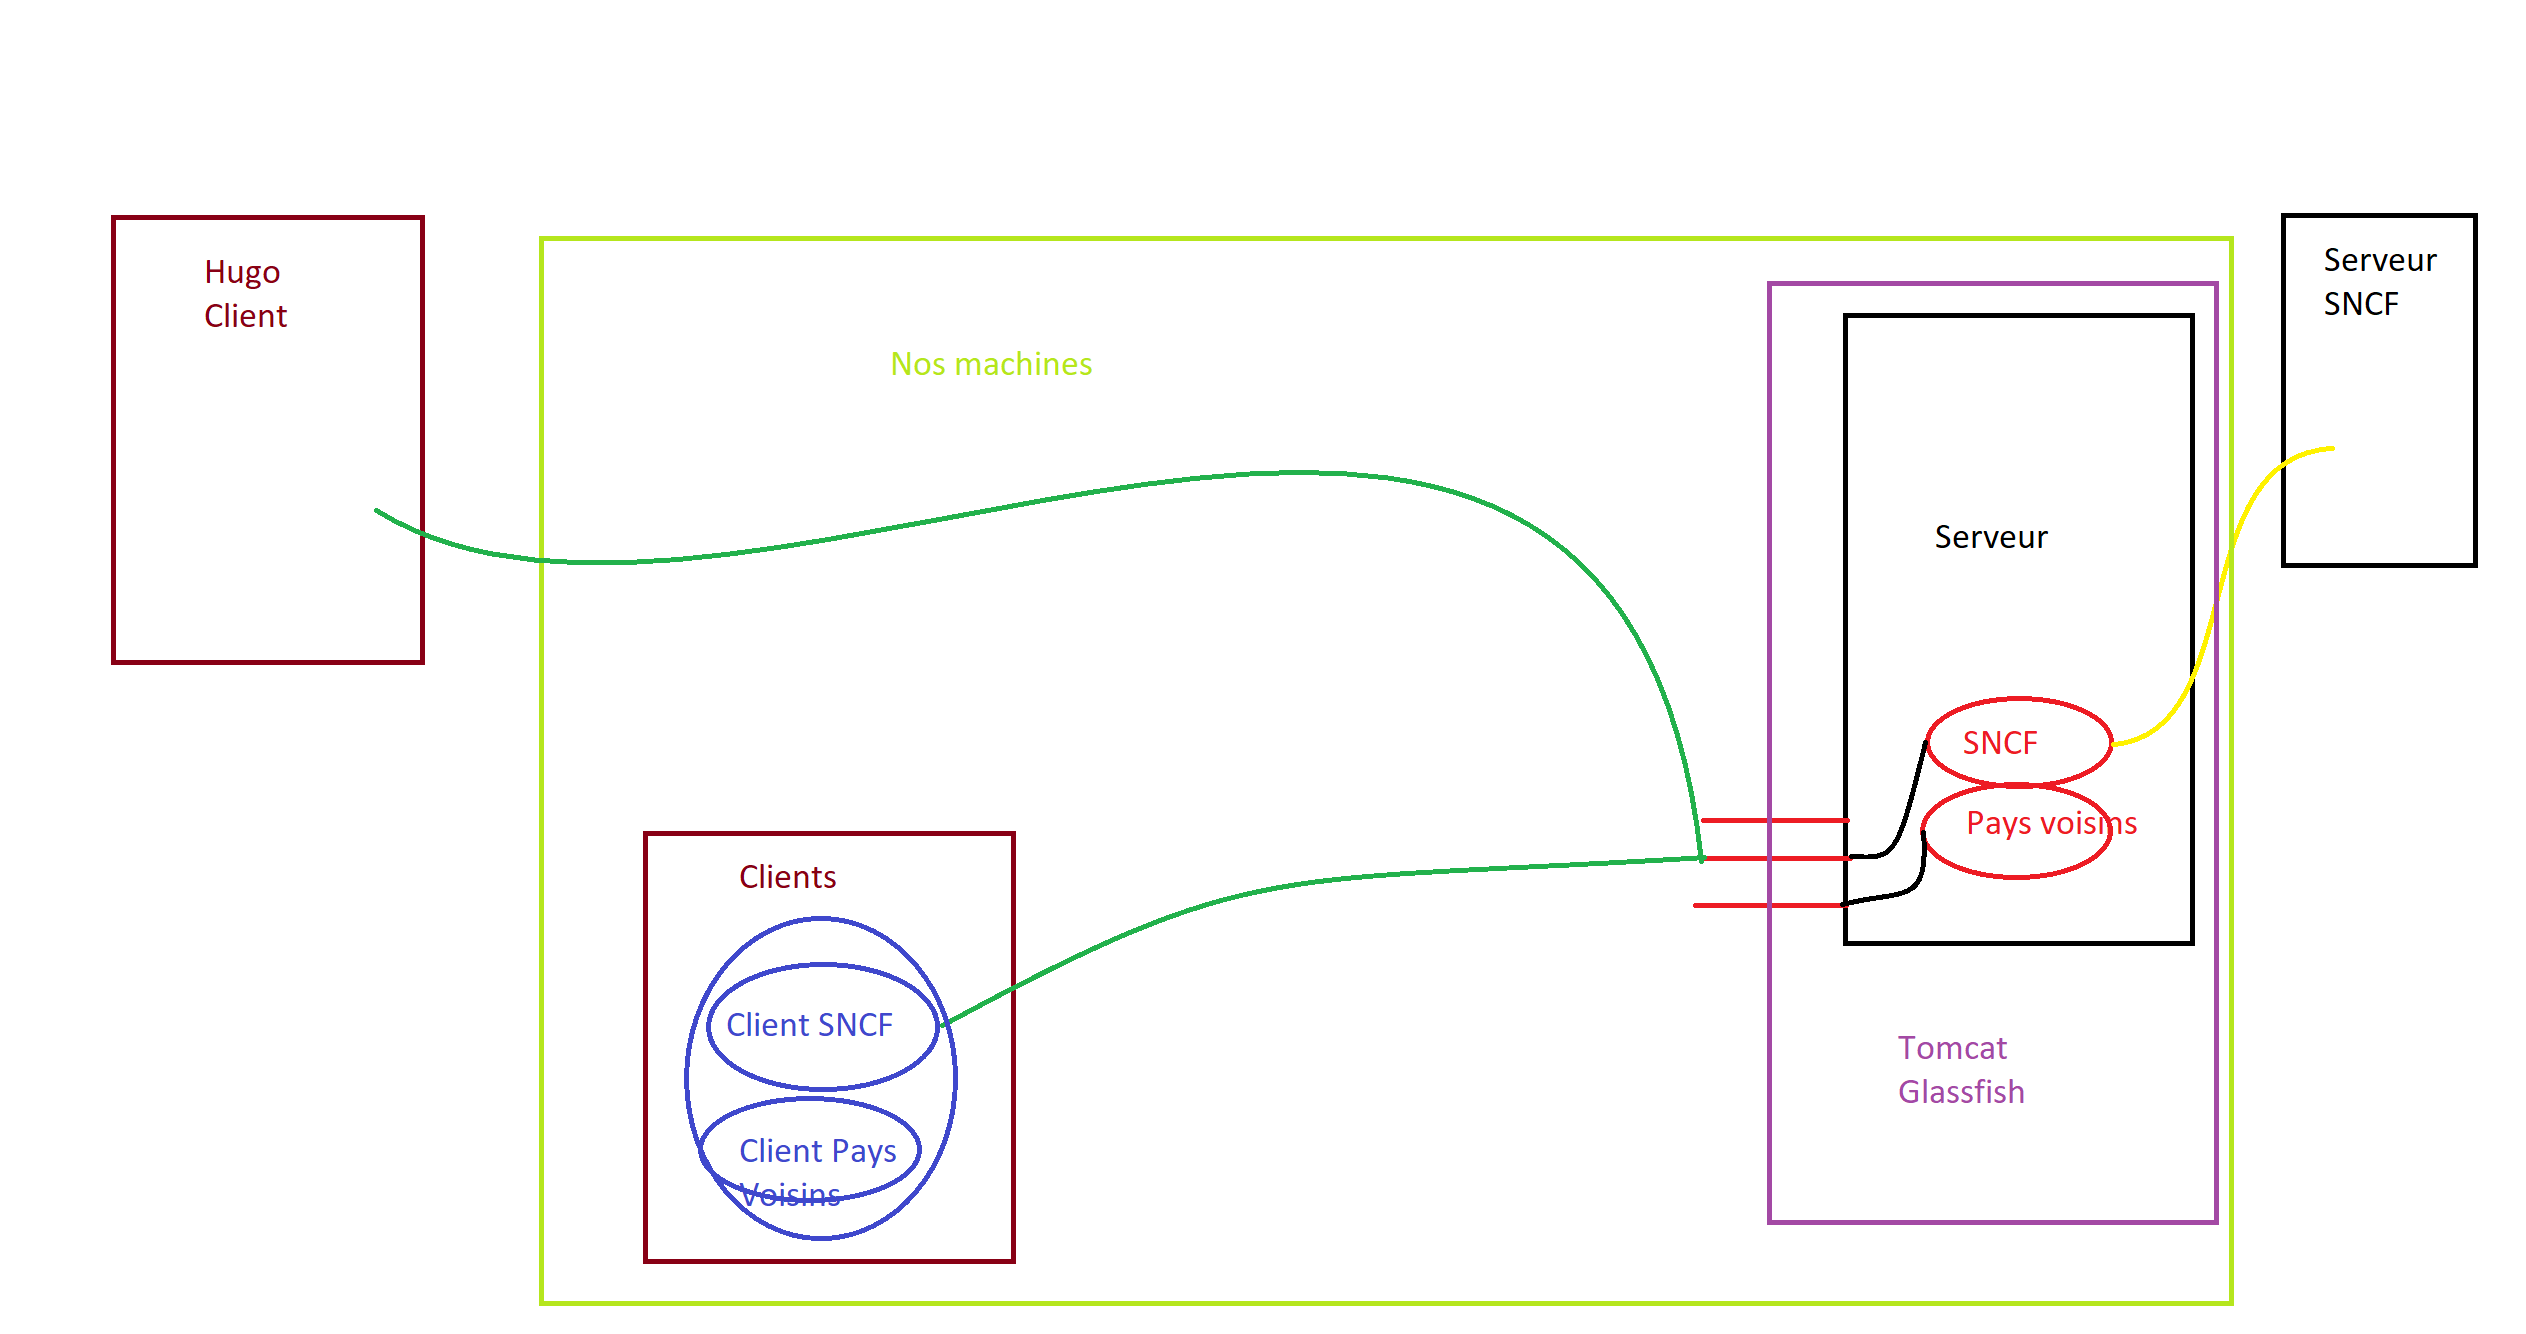 Hugo
Client
Nos machines
Serveur
SNCF
Serveur
SNCF
Pays voisins
Clients
Client SNCF
Client Pays
Voisins
Tomcat
Glassfish